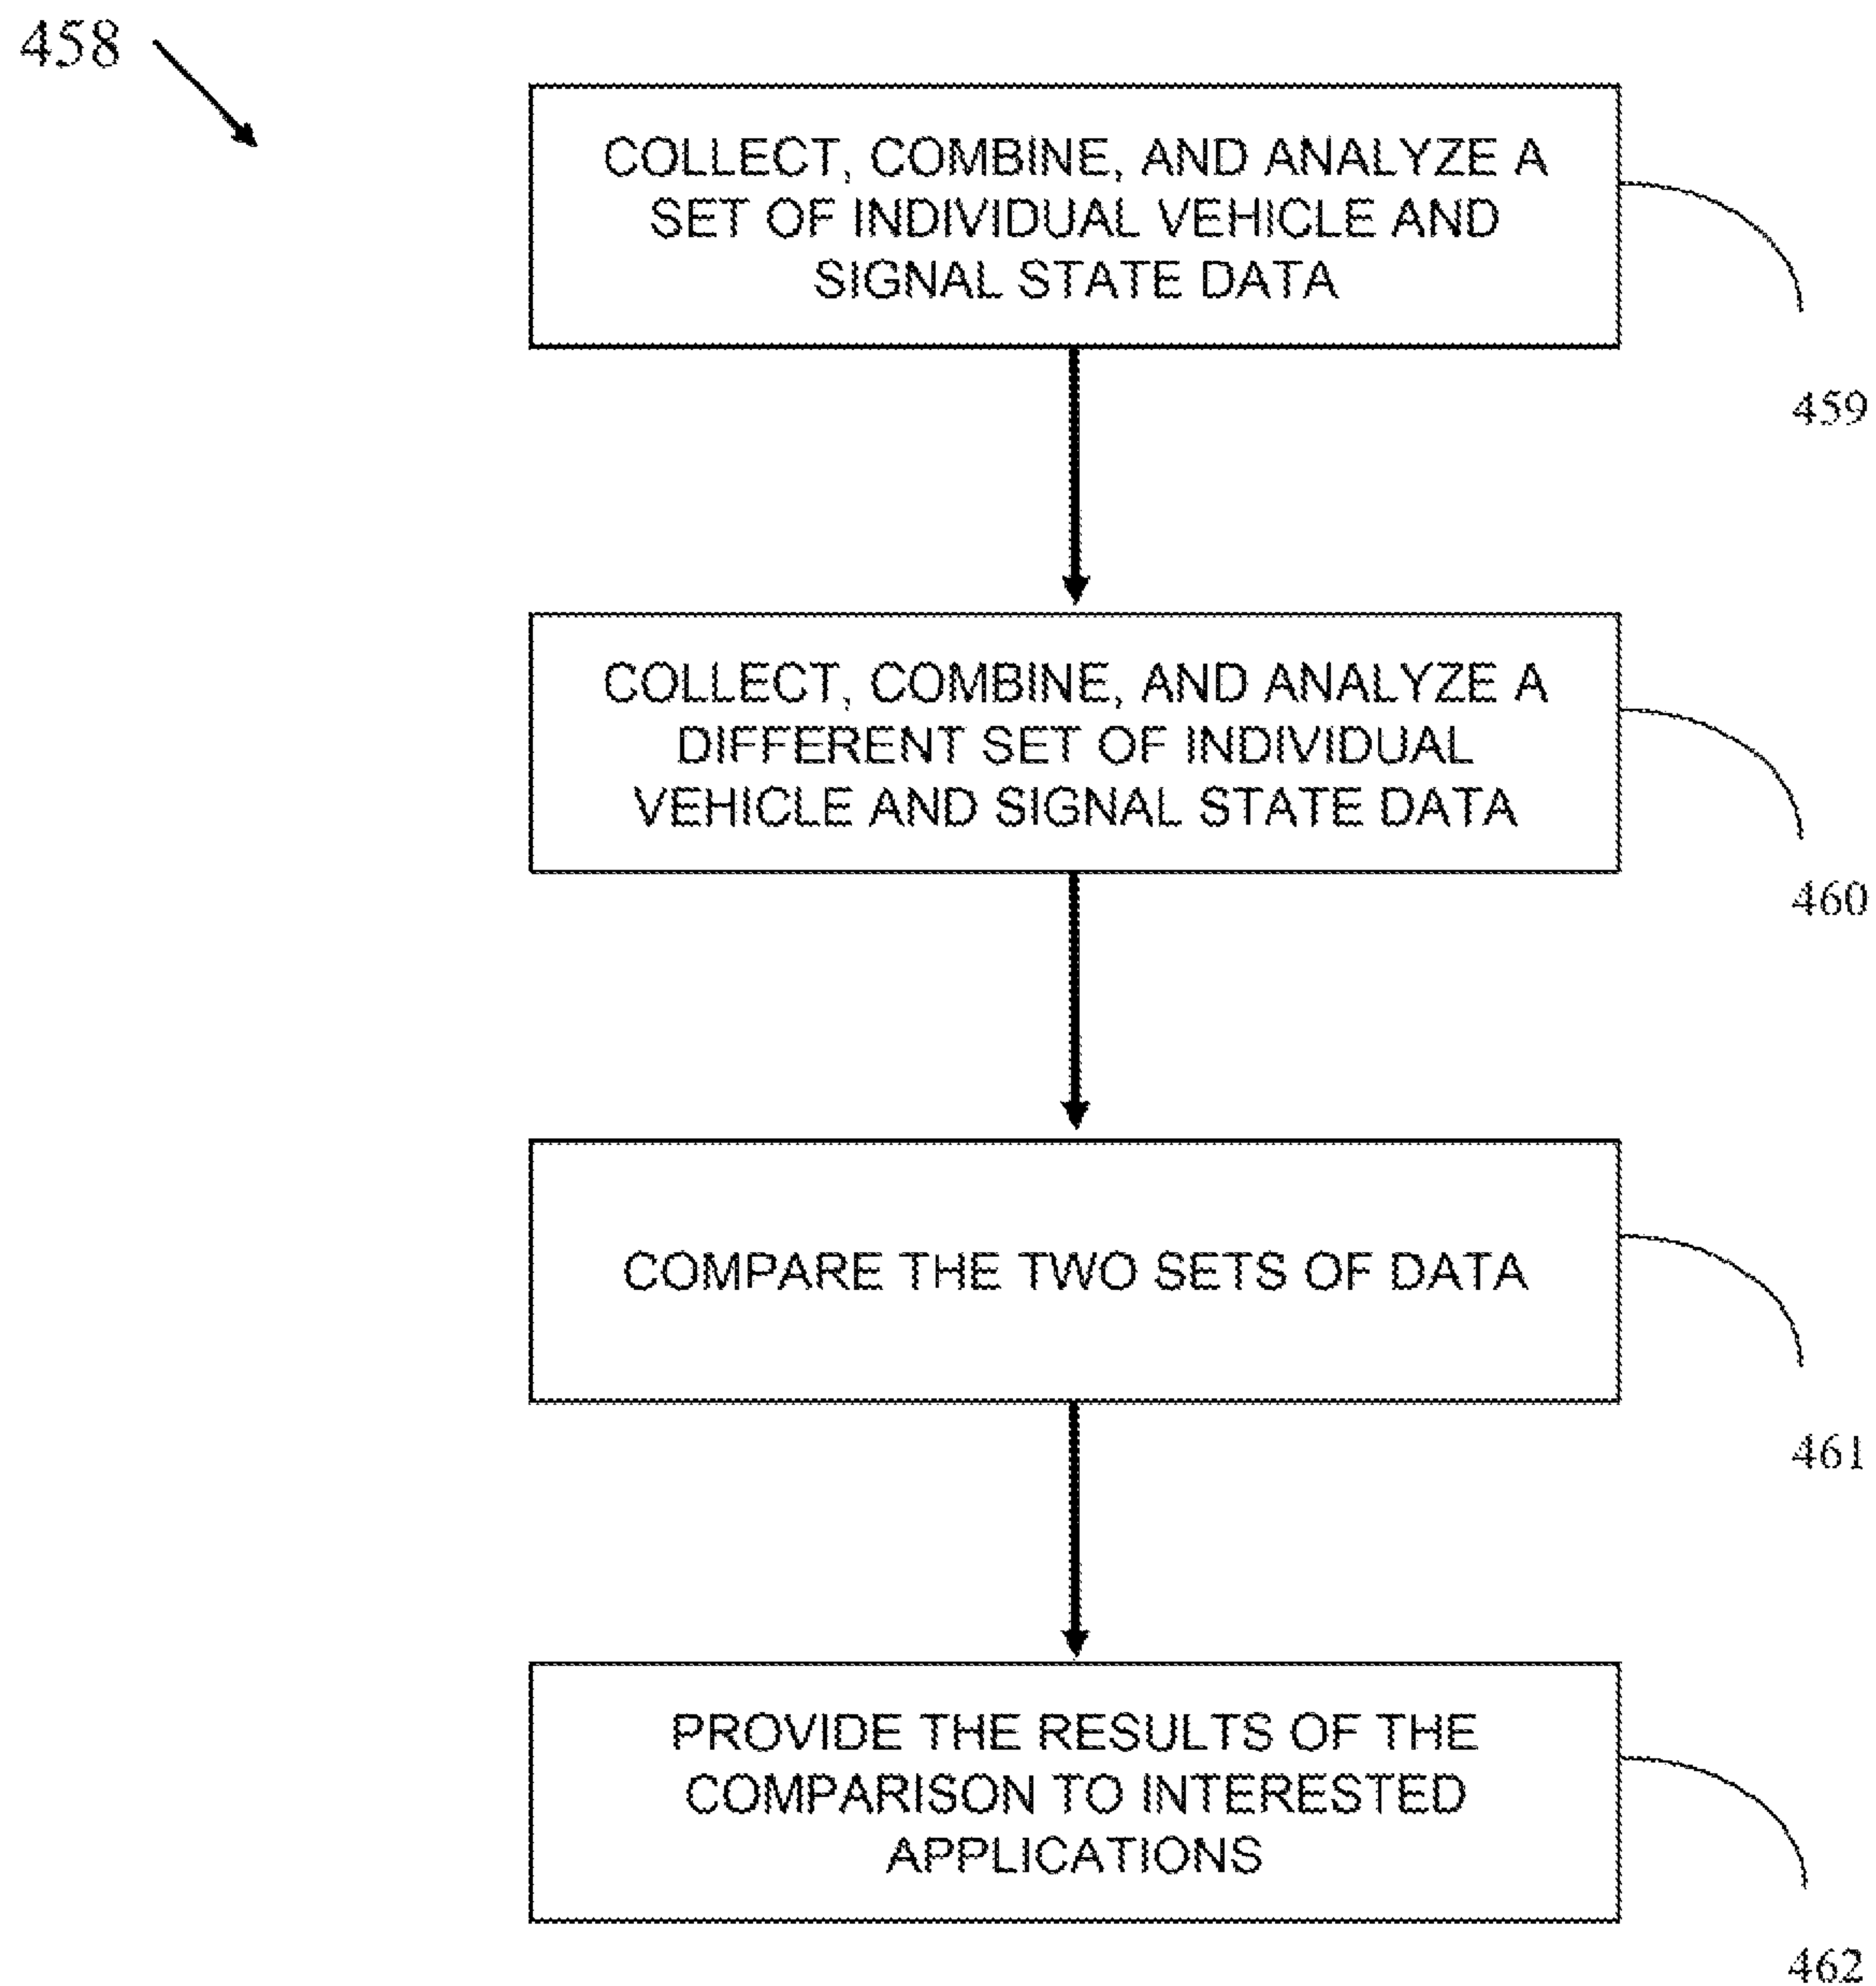 458
COLLECT, COMBINE, AND ANALYZE A
SET OF INDIVIDUAL VEHICLE AND
SIGNAL STATE DATA
459
COLLECT, COMBINE, AND ANALYZE A
DIFFERENT SET OF INDIVIDUAL
VEHICLE AND SIGNAL STATE DATA
460
COMPARE THE TWO SETS OF DATA
461
PROVIDE THE RESULTS OF THE
COMPARISON TO INTERESTED
APPLICATIONS
462